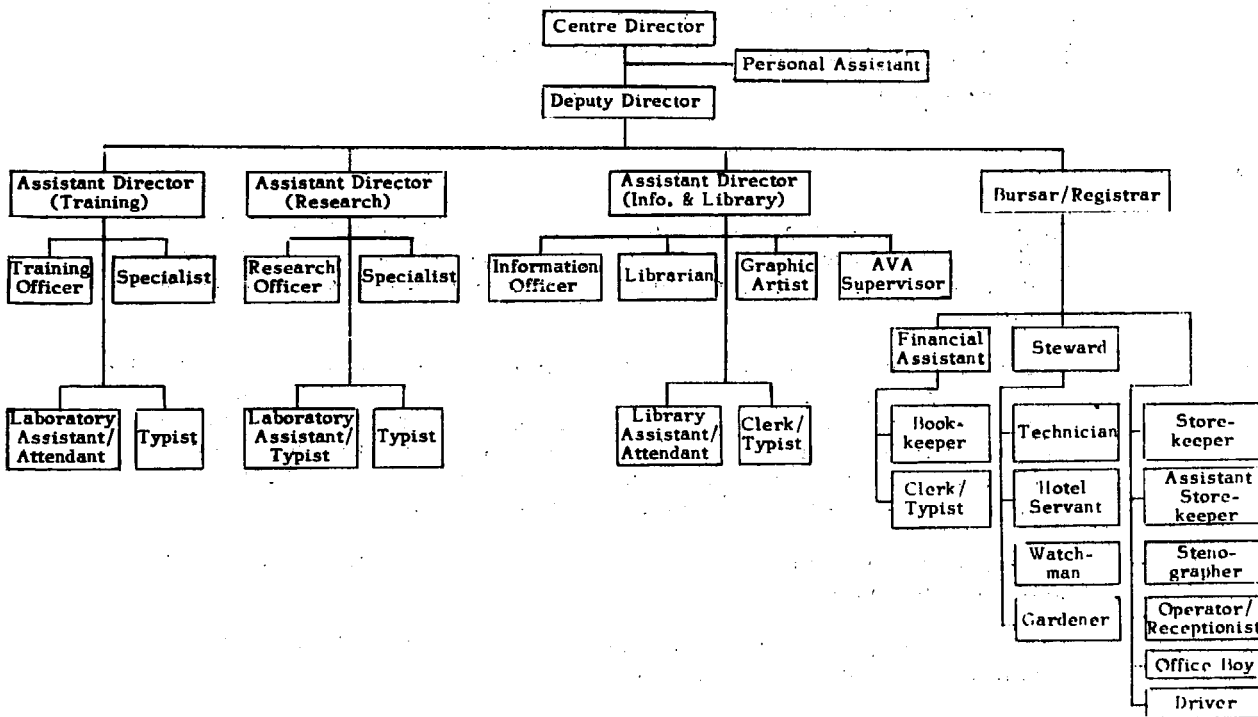 Centre Director
Personal Assistant
Deputy Director
Assistant Director
(Training)
Assistant Director
(Research)
Assistant Director
(Info. & Library)
Bursar/Registrar
Training
Officer
Specialist
Research
Officer
Specialist
Information
Officer
Librarian
Graphic
Artist
AVA
Supervisor
Financial
Assistant
Steward
Laboratory
Assistant/
Attendant
Typist
Laboratory
Assistant/
Typist
Typist
Library
Assistant/
Attendant
Clerk/
Typist
Book-
keeper
Technician
Store-
keeper
Clerk/
Typist
Hotel
Servant
Assistant
Store-
keeper
Watch-
man
Steno-
grapher
Gardener
Operator/
Receptionist
Office Boy
Driver